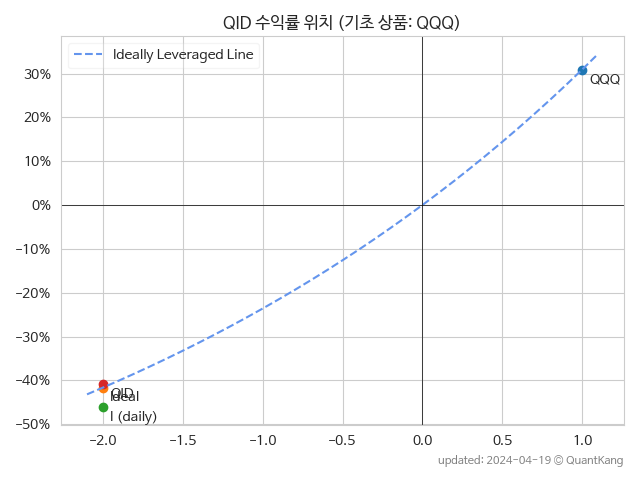 QID 수익률 위치 (기초 상품: QQQ)
Ideally Leveraged Line
30%
20%
10%
0%
−10%
−20%
−30%
−40%
−50%
QQQ
QID
Ideal
I (daily)
−2.0 −1.5 −1.0 −0.5 0.0 0.5 1.0
updated: 2024-04-19 © QuantKang